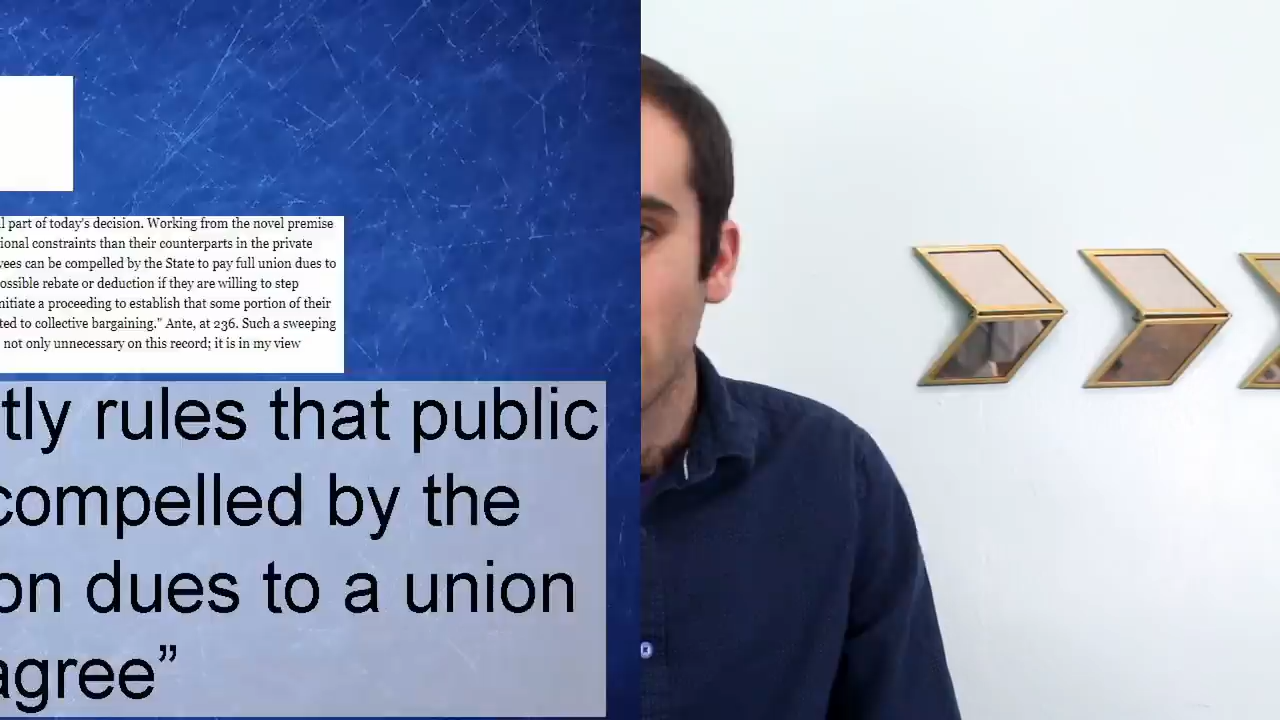 l part of today's decision. Working from the novel premise
ional constraints than their counterparts in the private
yees can be compelled by the State to pay full union dues to
ossible rebate or deduction if they are willing to step
nitiate a proceeding to establish that some portion of their
ted to collective bargaining." Ante, at 236. Such a sweeping
not only unnecessary on this record; it is in my view
tly rules that public
compelled by the
on dues to a union
agree”